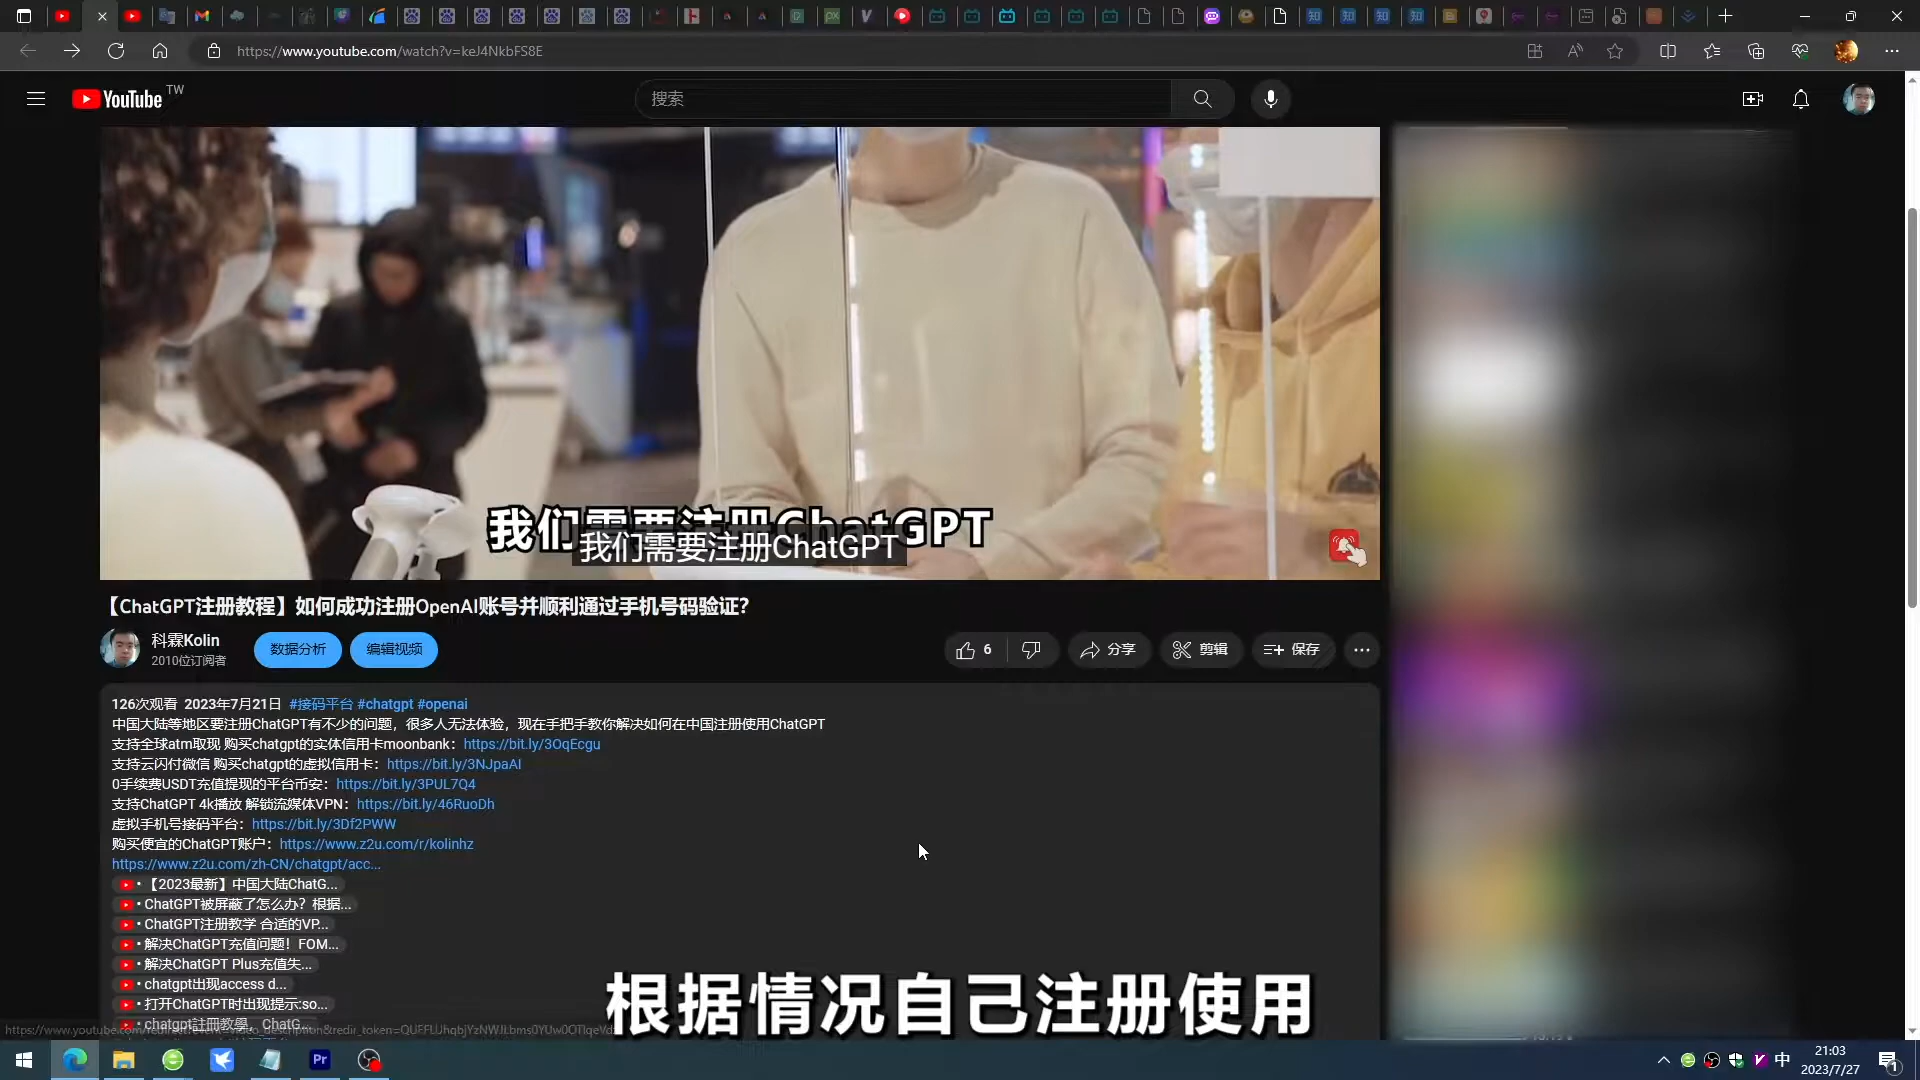 https://www.youtube.com/watch?v=keJ4NkbFS8E
YouTube TW
搜索
我们需要注册ChatGPT
我们需要注册ChatGPT
【ChatGPT注册教程】如何成功注册OpenAI账号并顺利通过手机号码验证?
科霖Kolin
2010位订阅者
数据分析
编辑视频
6
分享
剪辑
保存
126次观看 2023年7月21日 #接码平台 #chatgpt #openai
中国大陆等地区要注册ChatGPT有不少的问题，很多人无法体验，现在手把手教你解决如何在中国注册使用ChatGPT
支持全球atm取现 购买chatgpt的实体信用卡moonbank：https://bit.ly/3OqEcgu
支持云闪付微信 购买chatgpt的虚拟信用卡：https://bit.ly/3NJpaAI
0手续费USDT充值提现的平台币安：https://bit.ly/3PUL7Q4
支持ChatGPT 4k播放 解锁流媒体VPN：https://bit.ly/46RuoDh
虚拟手机号接码平台：https://bit.ly/3Df2PWW
购买便宜的ChatGPT账户：https://www.z2u.com/r/kolinhz
https://www.z2u.com/zh-CN/chatgpt/acc...
• 【2023最新】中国大陆ChatG...
• ChatGPT被屏蔽了怎么办？根据...
• ChatGPT注册教学 合适的VP...
• 解决ChatGPT充值问题！FOM...
• 解决ChatGPT Plus充值失...
• chatgpt出现access d...
• 打开ChatGPT时出现提示:so...
• chatgpt註冊教學，ChatG...
根据情况自己注册使用
Pr
中
21:03
2023/7/27
1